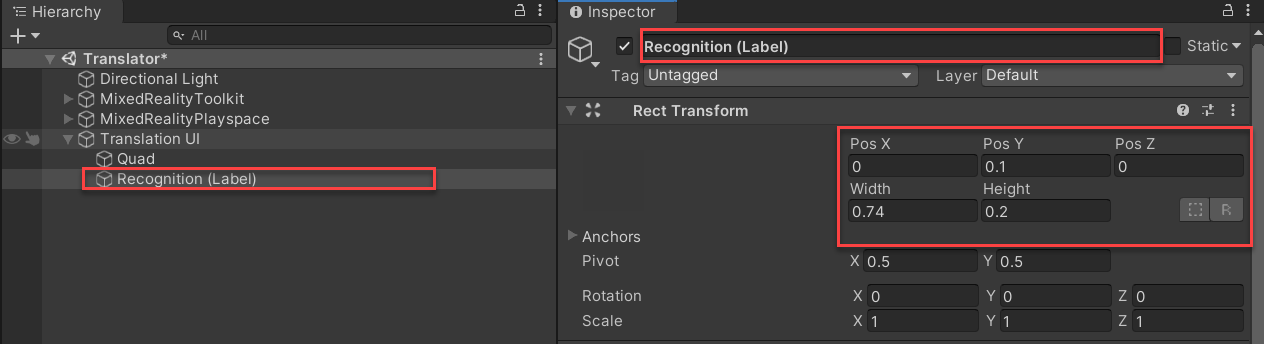 Hierarchy
All
Translator*
Directional Light
MixedRealityToolkit
MixedRealityPlayspace
Translation UI
Quad
Recognition (Label)
Inspector
Recognition (Label)
Static
Tag Untagged Layer Default
Rect Transform
Pos X Pos Y Pos Z
0 0.1 0
Width Height
0.74 0.2
R
Anchors
Pivot X 0.5 Y 0.5
Rotation X 0 Y 0 Z 0
Scale X 1 Y 1 Z 1